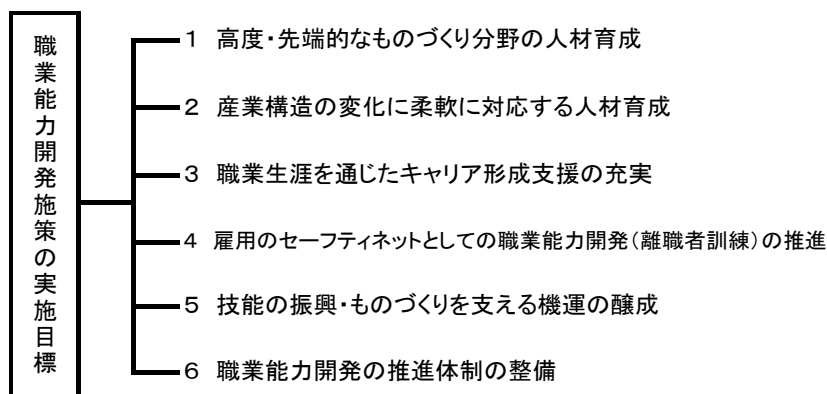 職業能力開発施策の実施目標
1 高度・先端的なものづくり分野の人材育成
2 産業構造の変化に柔軟に対応する人材育成
3 職業生涯を通じたキャリア形成支援の充実
4 雇用のセーフティネットとしての職業能力開発(離職者訓練)の推進
5 技能の振興・ものづくりを支える機運の醸成
6 職業能力開発の推進体制の整備